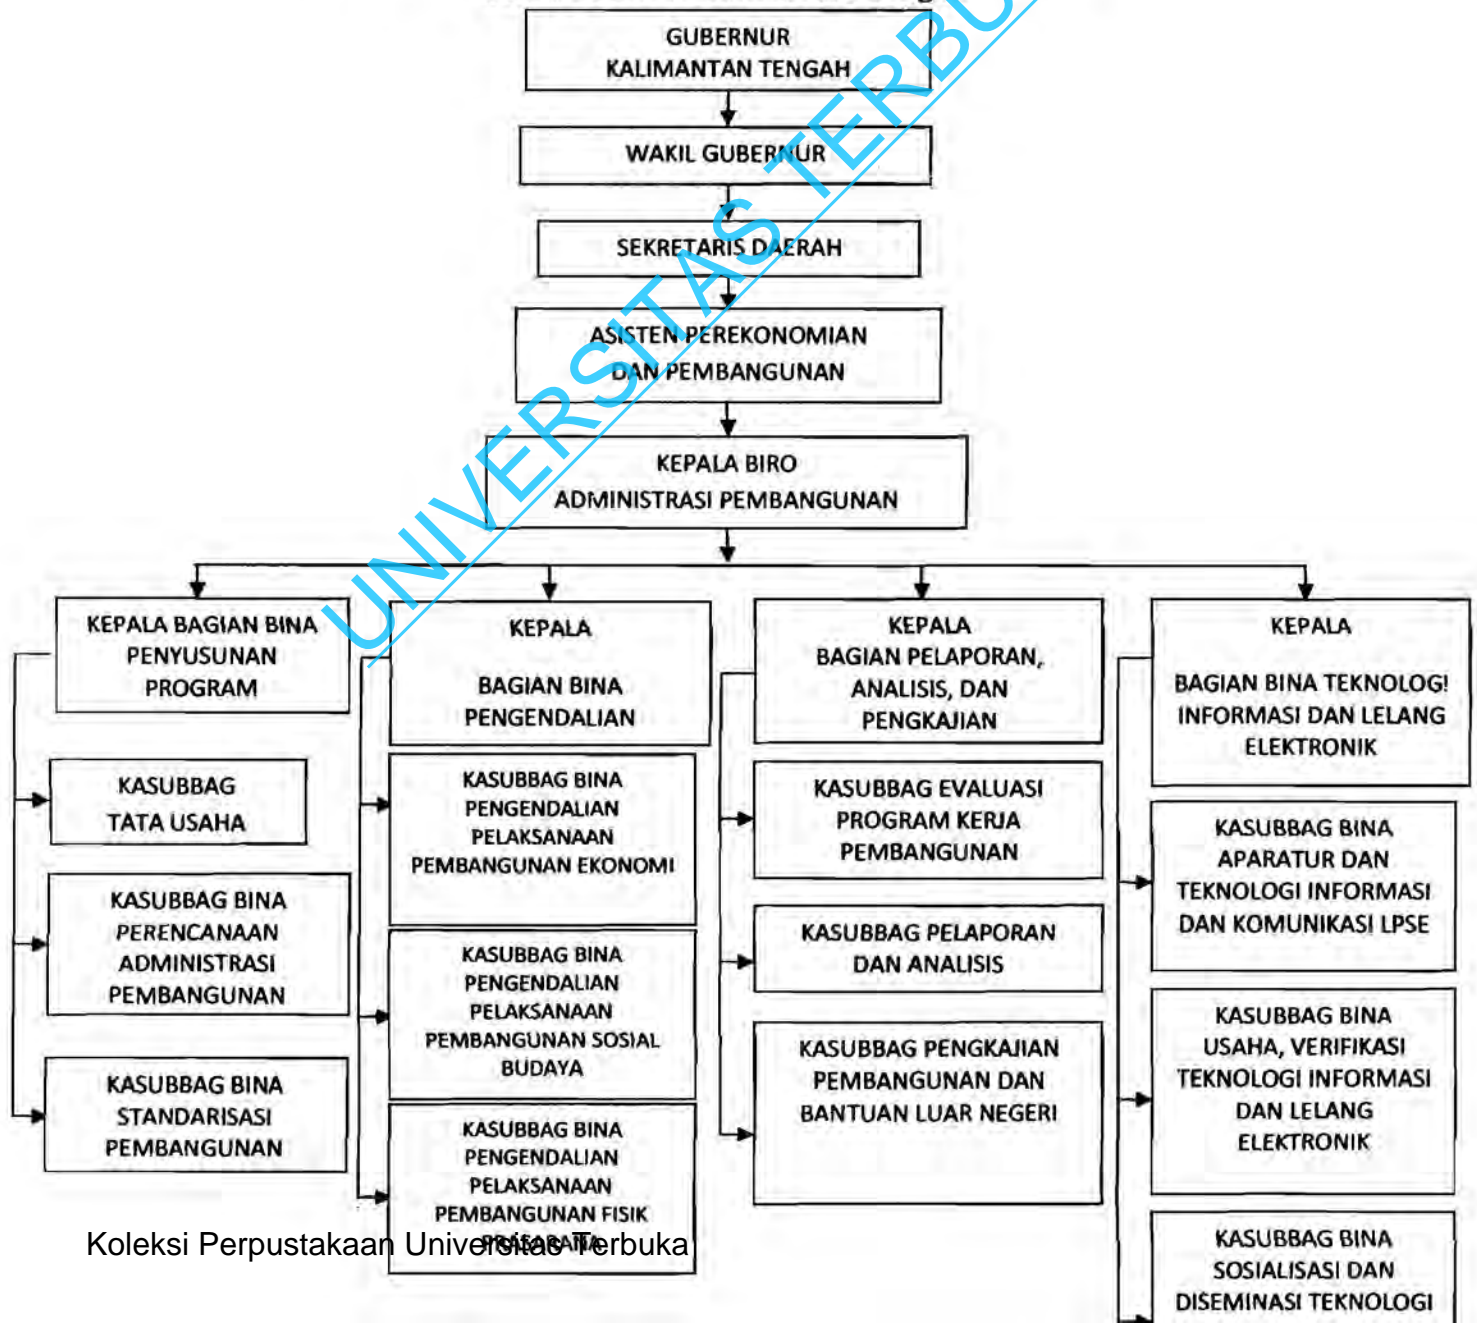 GUBERNUR
KALIMANTAN TENGAH
WAKIL GUBERNUR
SEKRETARIS DAERAH
ASISTEN PEREKONOMIAN
DAN PEMBANGUNAN
KEPALA BIRO
ADMINISTRASI PEMBANGUNAN
KEPALA BAGIAN BINA
PENYUSUNAN
PROGRAM
KASUBBAG
TATA USAHA
KASUBBAG BINA
PERENCANAAN
ADMINISTRASI
PEMBANGUNAN
KASUBBAG BINA
STANDARISASI
PEMBANGUNAN
KEPALA
BAGIAN BINA
PENGENDALIAN
KASUBBAG BINA
PENGENDALIAN
PELAKSANAAN
PEMBANGUNAN EKONOMI
KASUBBAG BINA
PENGENDALIAN
PELAKSANAAN
PEMBANGUNAN SOSIAL
BUDAYA
KASUBBAG BINA
PENGENDALIAN
PELAKSANAAN
PEMBANGUNAN FISIK
PRASARANA
KEPALA
BAGIAN PELAPORAN,
ANALISIS, DAN
PENGKAJIAN
KASUBBAG EVALUASI
PROGRAM KERJA
PEMBANGUNAN
KASUBBAG PELAPORAN
DAN ANALISIS
KASUBBAG PENGKAJIAN
PEMBANGUNAN DAN
BANTUAN LUAR NEGERI
KEPALA
BAGIAN BINA TEKNOLOGI
INFORMASI DAN LELANG
ELEKTRONIK
KASUBBAG BINA
APARATUR DAN
TEKNOLOGI INFORMASI
DAN KOMUNIKASI LPSE
KASUBBAG BINA
USAHA, VERIFIKASI
TEKNOLOGI INFORMASI
DAN LELANG
ELEKTRONIK
KASUBBAG BINA
SOSIALISASI DAN
DISEMINASI TEKNOLOGI
UNIVERSITAS TERBU
Koleksi Perpustakaan Universitas Terbuka